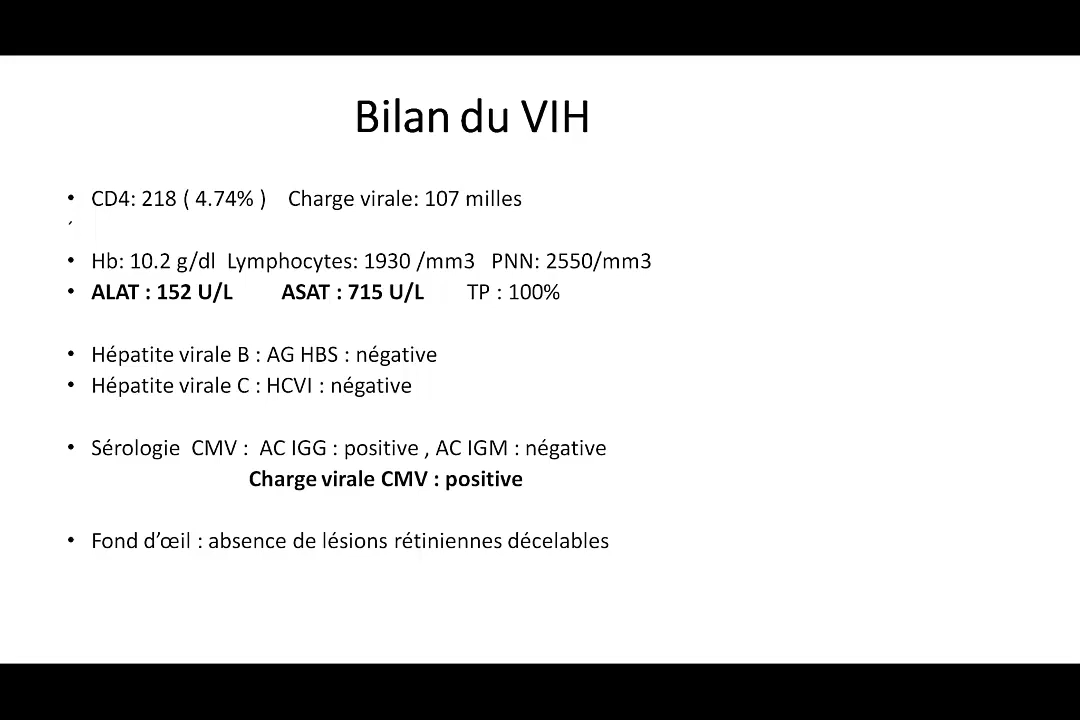 Bilan du VIH
• CD4: 218 ( 4.74% ) Charge virale: 107 milles
• Hb: 10.2 g/dl Lymphocytes: 1930 /mm3 PNN: 2550/mm3
• ALAT : 152 U/L ASAT : 715 U/L TP : 100%
• Hépatite virale B : AG HBS : négative
• Hépatite virale C : HCVI : négative
• Sérologie CMV : AC IGG : positive , AC IGM : négative
Charge virale CMV : positive
• Fond d’œil : absence de lésions rétiniennes décelables